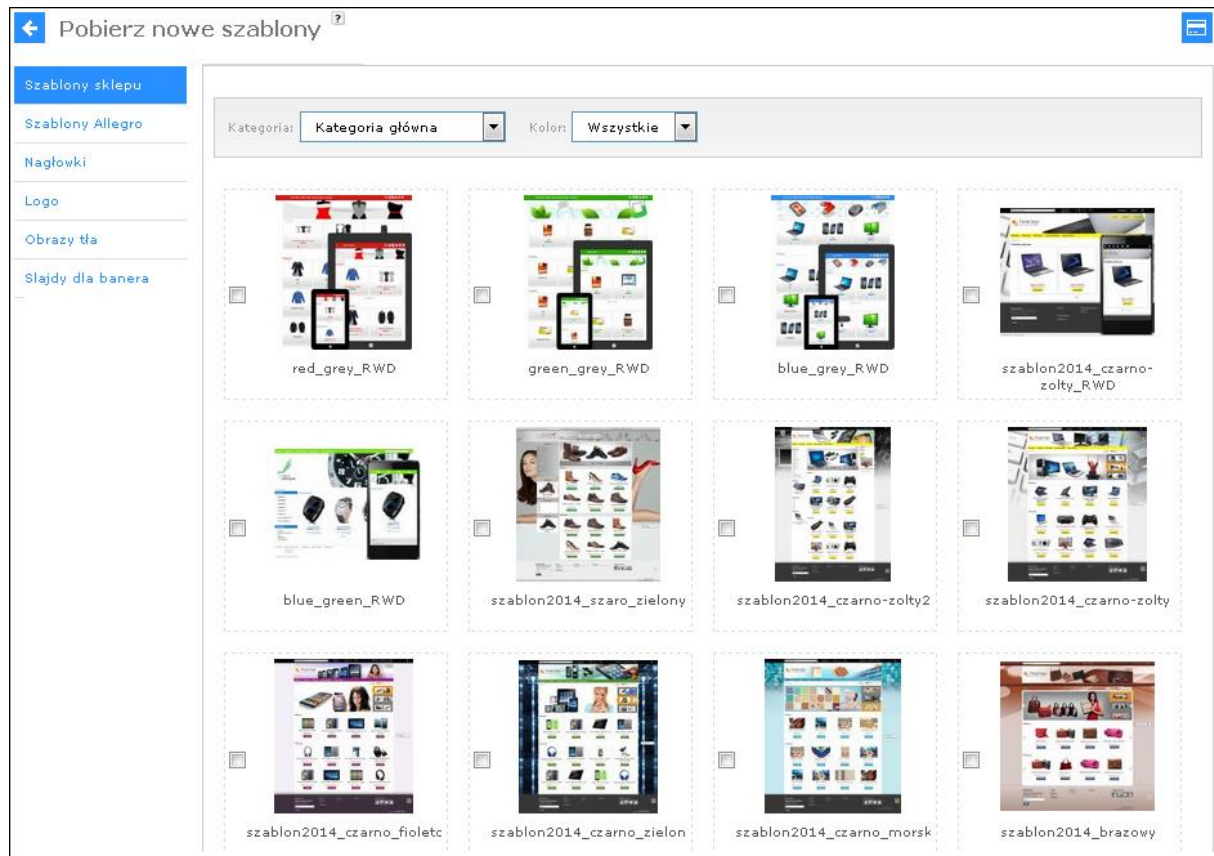 Pobierz nowe szablony ?
Szablony sklepu
Szablony Allegro
Nagłowki
Logo
Obrazy tła
Slajdy dla banera
Kategoria: Kategoria główna Kolor: Wszystkie
red_grey_RWD
green_grey_RWD
blue_grey_RWD
szablon2014_czarno-
zolty_RWD
blue_green_RWD
szablon2014_szaro_zielony
szablon2014_czarno-zolty2
szablon2014_czarno-zolty
szablon2014_czarno_fioletc
szablon2014_czarno_zielon
szablon2014_czarno_morsk
szablon2014_brazowy